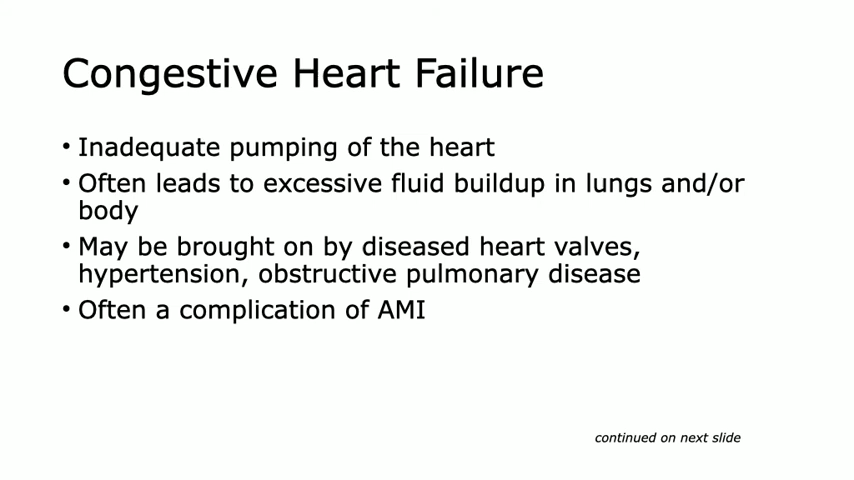 Congestive Heart Failure
• Inadequate pumping of the heart
• Often leads to excessive fluid buildup in lungs and/or
body
• May be brought on by diseased heart valves,
hypertension, obstructive pulmonary disease
• Often a complication of AMI
continued on next slide